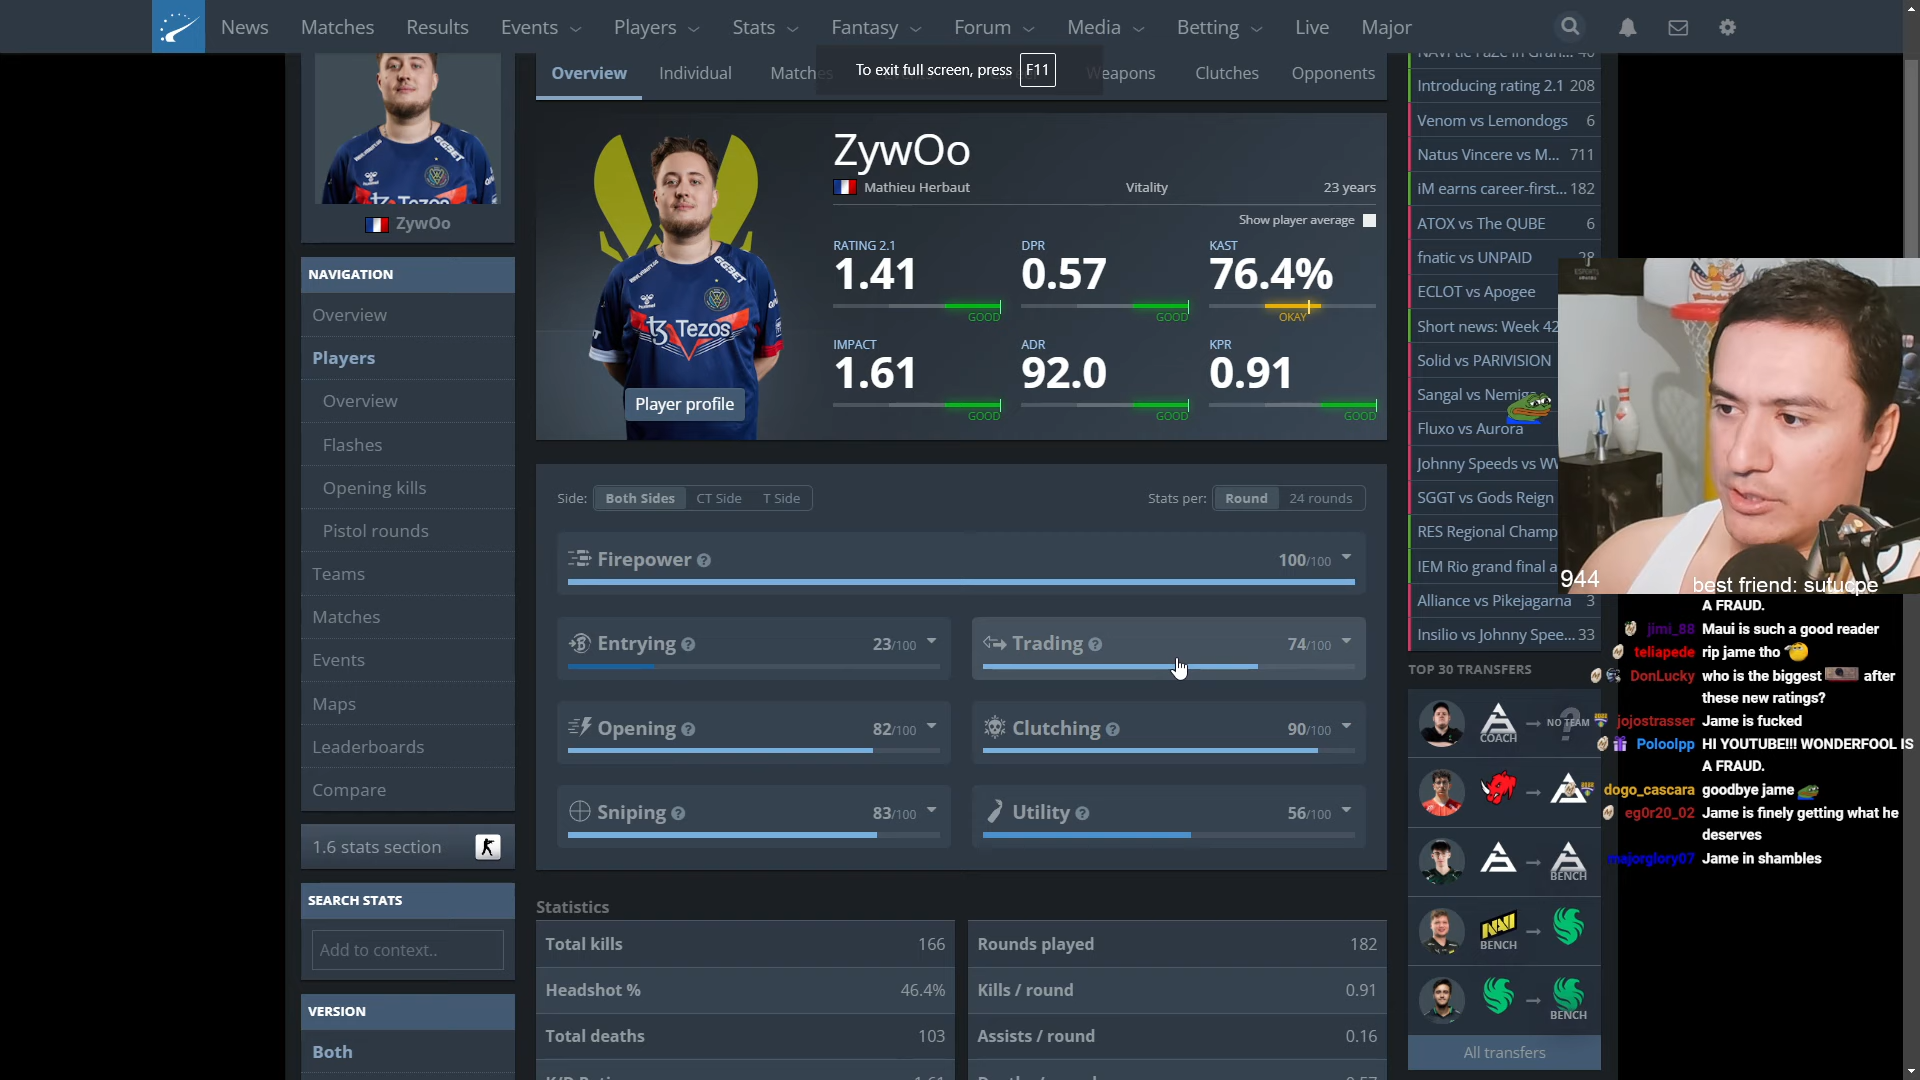 News Matches Results Events Players Stats Fantasy Forum Media Betting Live Major
To exit full screen, press F11
Overview Individual Matches Weapons Clutches Opponents
ZywOo
NAVIGATION
Overview
Players
Overview
Flashes
Opening kills
Pistol rounds
Teams
Matches
Players
Events
Maps
Leaderboards
Compare
1.6 stats section
SEARCH STATS
Add to context..
VERSION
Both
ZywOo
Mathieu Herbaut Vitality 23 years
Show player average
RATING 2.1 DPR KAST
1.41 0.57 76.4%
GOOD GOOD OKAY
IMPACT ADR KPR
1.61 92.0 0.91
GOOD GOOD GOOD
Player profile
GG.BET
Tezos
Side: Both Sides CT Side T Side Stats per: Round 24 rounds
Firepower 100/100
Entrying 23/100 Trading 74/100
Opening 82/100 Clutching 90/100
Sniping 83/100 Utility 56/100
Statistics
Total kills 166 Rounds played 182
Headshot % 46.4% Kills / round 0.91
Total deaths 103 Assists / round 0.16
Introducing rating 2.1 208
Venom vs Lemondogs 6
Natus Vincere vs M... 711
iM earns career-first... 182
ATOX vs The QUBE 6
fnatic vs UNPAID
ECLOT vs Apogee
Short news: Week 42
Solid vs PARIVISION
Sangal vs Nemig
Fluxo vs Aurora
Johnny Speeds vs
SGGT vs Gods Reign
RES Regional Champ
IEM Rio grand final a
Alliance vs Pikejagarna 3
Insilio vs Johnny Spee... 33
TOP 30 TRANSFERS
COACH NO TEAM
BENCH
BENCH
BENCH
All transfers
944
best friend: sutucpe
A FRAUD.
jimi_88 Maui is such a good reader
teliapede rip jame tho
DonLucky who is the biggest after
these new ratings?
jojostrasser Jame is fucked
Poloolpp HI YOUTUBE!!! WONDERFOOL IS
A FRAUD.
dogo_cascara goodbye jame
eg0r20_02 Jame is finely getting what he
deserves
majorglory07 Jame in shambles